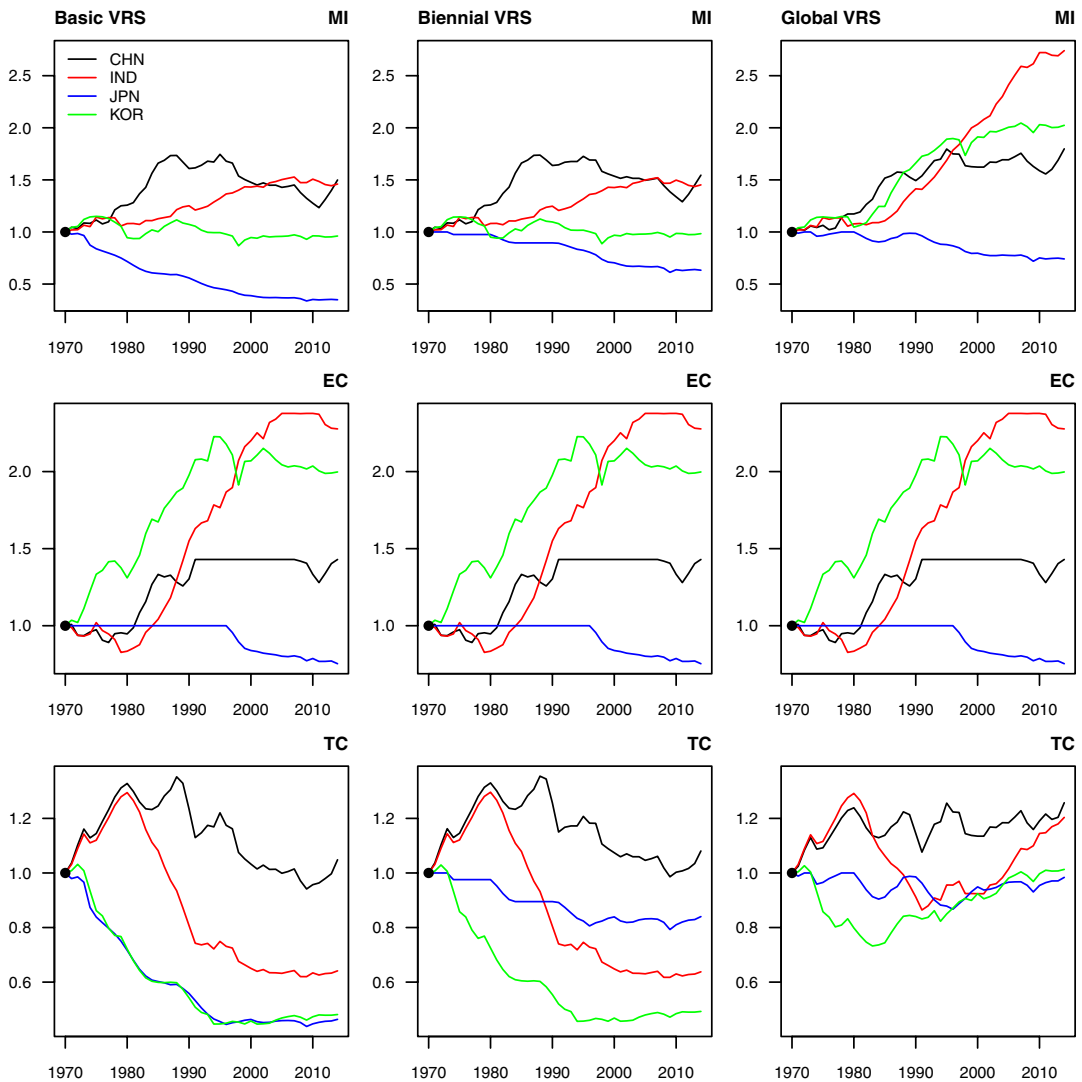 Basic VRS MI Biennial VRS MI Global VRS MI
CHN
IND
JPN
KOR
2.5 2.5 2.5
2.0 2.0 2.0
1.5 1.5 1.5
1.0 1.0 1.0
0.5 0.5 0.5
1970 1980 1990 2000 2010 1970 1980 1990 2000 2010 1970 1980 1990 2000 2010
EC EC EC
2.0 2.0 2.0
1.5 1.5 1.5
1.0 1.0 1.0
1970 1980 1990 2000 2010 1970 1980 1990 2000 2010 1970 1980 1990 2000 2010
TC TC TC
1.2 1.2 1.2
1.0 1.0 1.0
0.8 0.8 0.8
0.6 0.6 0.6
1970 1980 1990 2000 2010 1970 1980 1990 2000 2010 1970 1980 1990 2000 2010